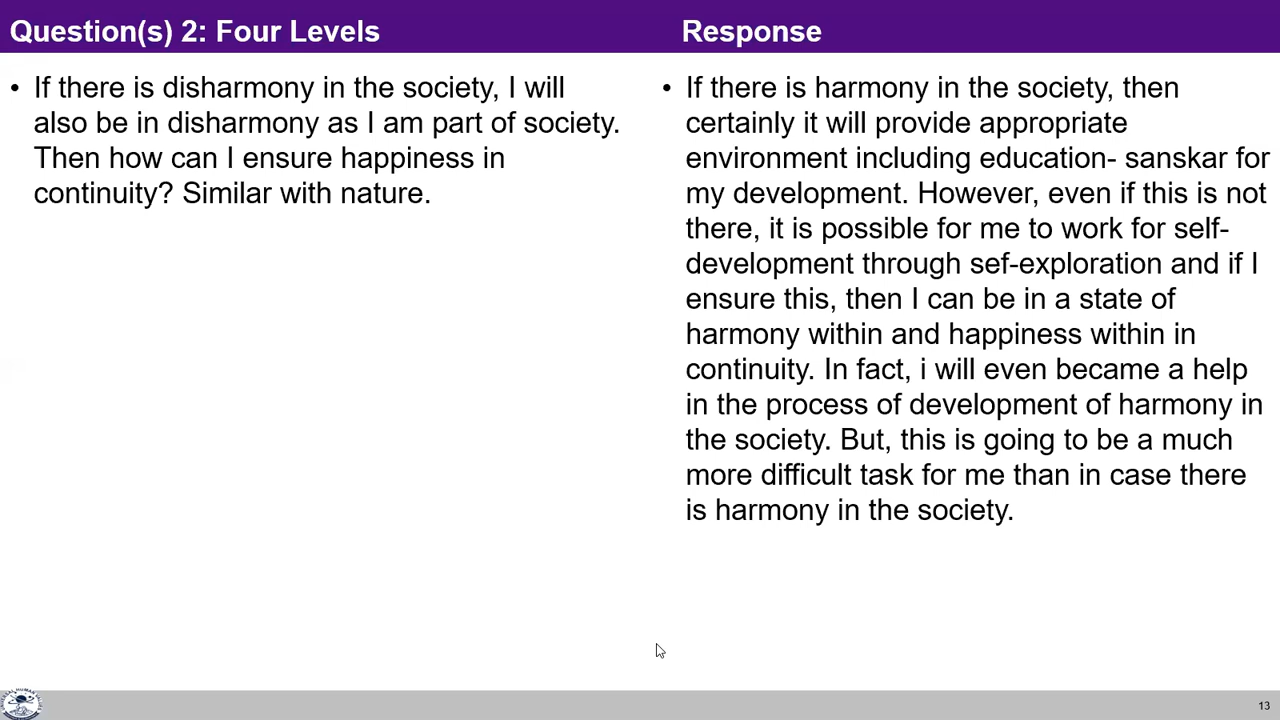 Question(s) 2: Four Levels
Response
• If there is disharmony in the society, I will
also be in disharmony as I am part of society.
Then how can I ensure happiness in
continuity? Similar with nature.
• If there is harmony in the society, then
certainly it will provide appropriate
environment including education- sanskar for
my development. However, even if this is not
there, it is possible for me to work for self-
development through sef-exploration and if I
ensure this, then I can be in a state of
harmony within and happiness within in
continuity. In fact, i will even became a help
in the process of development of harmony in
the society. But, this is going to be a much
more difficult task for me than in case there
is harmony in the society.
13